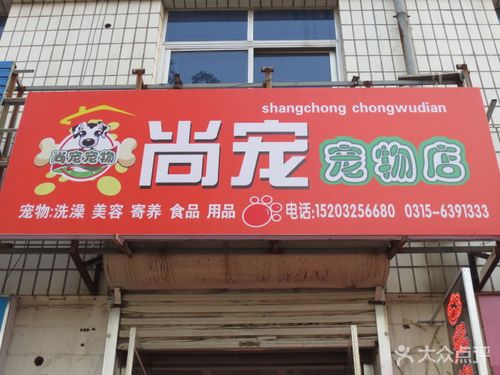 shangchong chongwudian
尚宠宠物
尚宠 宠物店
宠物:洗澡 美容 寄养 食品 用品 电话:15203256680 0315-6391333
大众点评